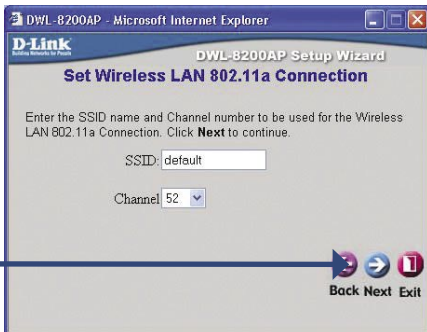 DWL-8200AP - Microsoft Internet Explorer
D-Link
Building Networks for People
DWL-8200AP Setup Wizard
Set Wireless LAN 802.11a Connection
Enter the SSID name and Channel number to be used for the Wireless
LAN 802.11a Connection. Click Next to continue.
SSID: default
Channel 52
Back Next Exit